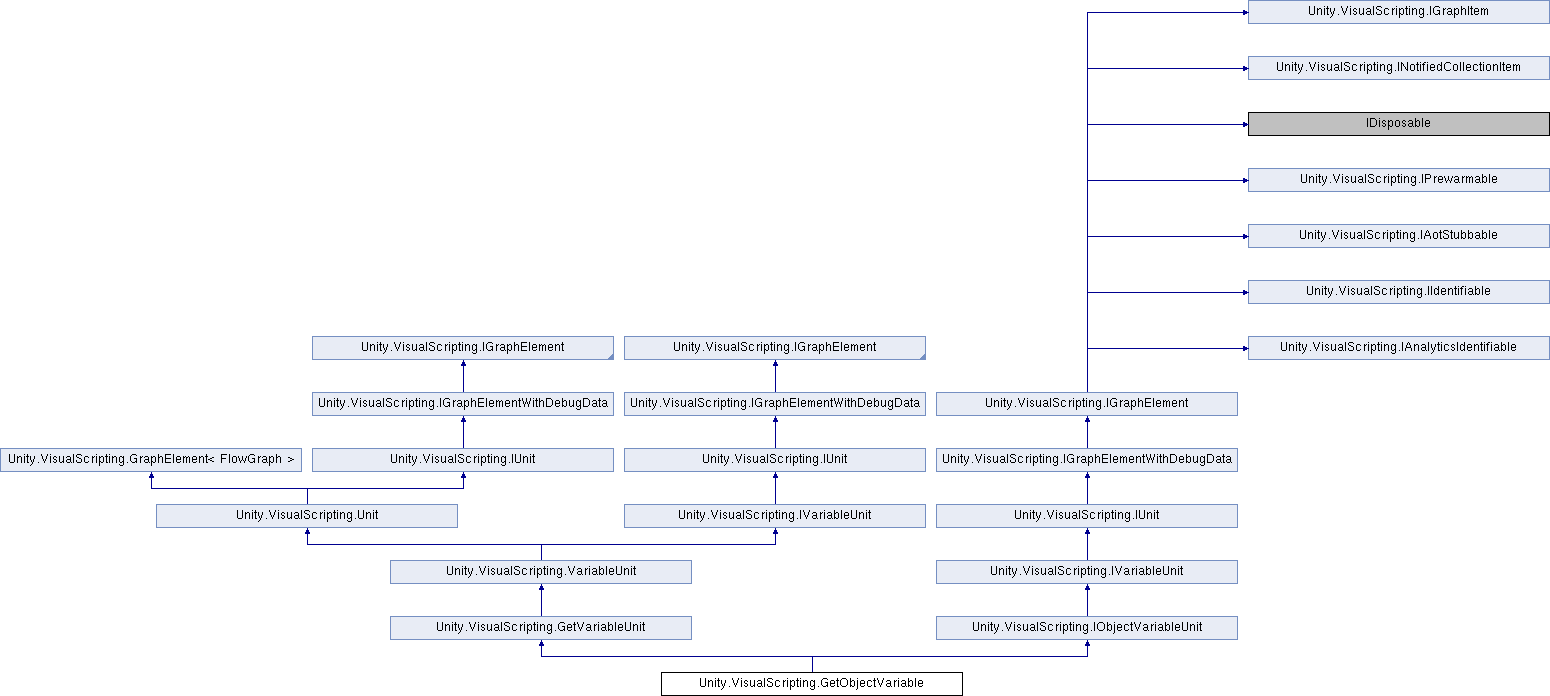 Unity.VisualScripting.IGraphItem
Unity.VisualScripting.INotifiedCollectionItem
IDisposable
Unity.VisualScripting.IPrewarmable
Unity.VisualScripting.IAotStubbable
Unity.VisualScripting.IIdentifiable
Unity.VisualScripting.IGraphElement
Unity.VisualScripting.IGraphElement
Unity.VisualScripting.IAnalyticsIdentifiable
Unity.VisualScripting.IGraphElementWithDebugData
Unity.VisualScripting.IGraphElementWithDebugData
Unity.VisualScripting.IGraphElement
Unity.VisualScripting.GraphElement< FlowGraph >
Unity.VisualScripting.IUnit
Unity.VisualScripting.IUnit
Unity.VisualScripting.IGraphElementWithDebugData
Unity.VisualScripting.Unit
Unity.VisualScripting.IVariableUnit
Unity.VisualScripting.IUnit
Unity.VisualScripting.VariableUnit
Unity.VisualScripting.IVariableUnit
Unity.VisualScripting.GetVariableUnit
Unity.VisualScripting.IObjectVariableUnit
Unity.VisualScripting.GetObjectVariable